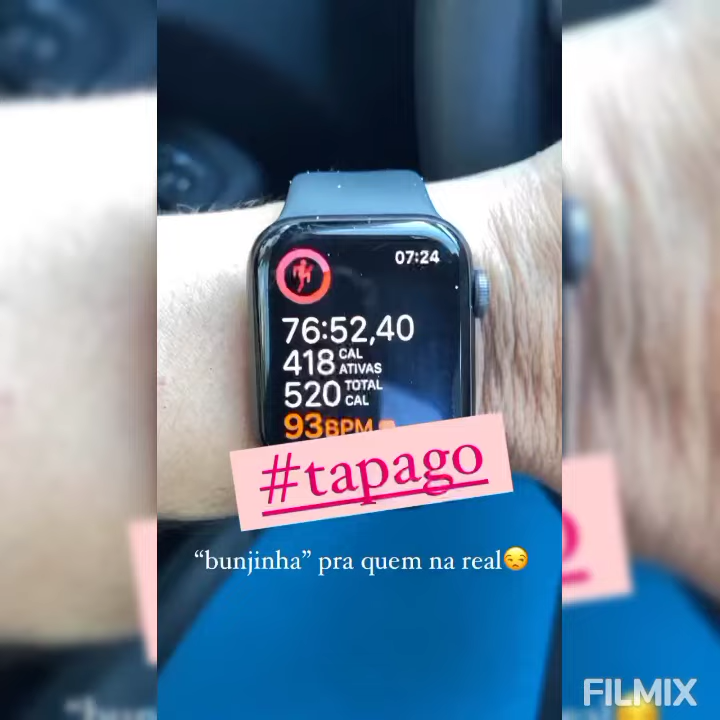 07:24
76:52,40
418 CAL ATIVAS
520 TOTAL CAL
93BPM
#tapago
“bunjinha” pra quem na real😒
FILMIX